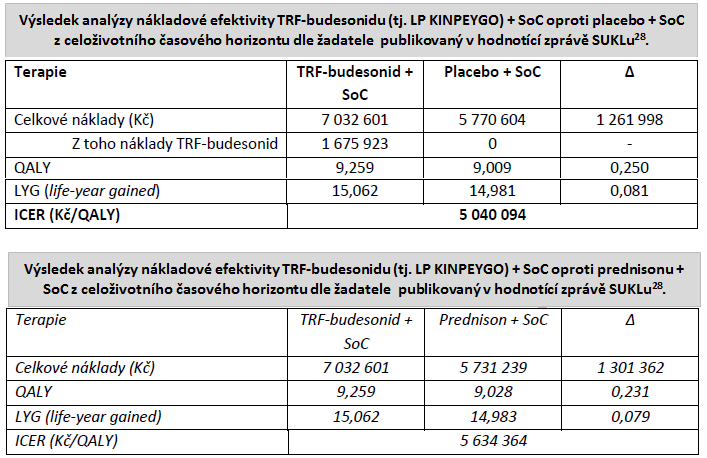 Výsledek analýzy nákladové efektivity TRF-budesonidu (tj. LP KINPEYGO) + SoC oproti placebo + SoC
z celoživotního časového horizontu dle žadatele publikovaný v hodnotící zprávě SUKLu28.
Terapie TRF-budesonid + SoC Placebo + SoC Δ
Celkové náklady (Kč) 7 032 601 5 770 604 1 261 998
Z toho náklady TRF-budesonid 1 675 923 0 -
QALY 9,259 9,009 0,250
LYG (life-year gained) 15,062 14,981 0,081
ICER (Kč/QALY) 5 040 094
Výsledek analýzy nákladové efektivity TRF-budesonidu (tj. LP KINPEYGO) + SoC oproti prednisonu +
SoC z celoživotního časového horizontu dle žadatele publikovaný v hodnotící zprávě SUKLu28.
Terapie TRF-budesonid + SoC Prednison + SoC Δ
Celkové náklady (Kč) 7 032 601 5 731 239 1 301 362
QALY 9,259 9,028 0,231
LYG (life-year gained) 15,062 14,983 0,079
ICER (Kč/QALY) 5 634 364